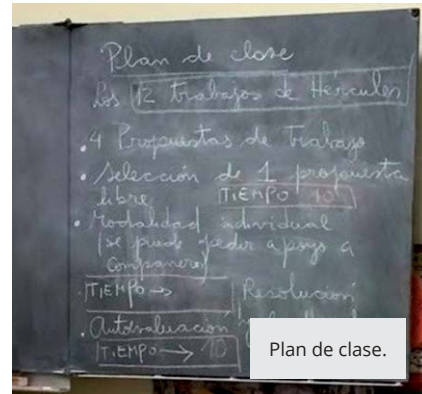 Plan de clase
Los 12 trabajos de Hércules
• 4 Propuestas de Trabajo
• Selección de 1 propuesta
libre TIEMPO 10'
• Modalidad individual
(se puede pedir apoyo a
compañeros)
TIEMPO → Resolución
• Autoevaluación
TIEMPO → 10
Plan de clase.